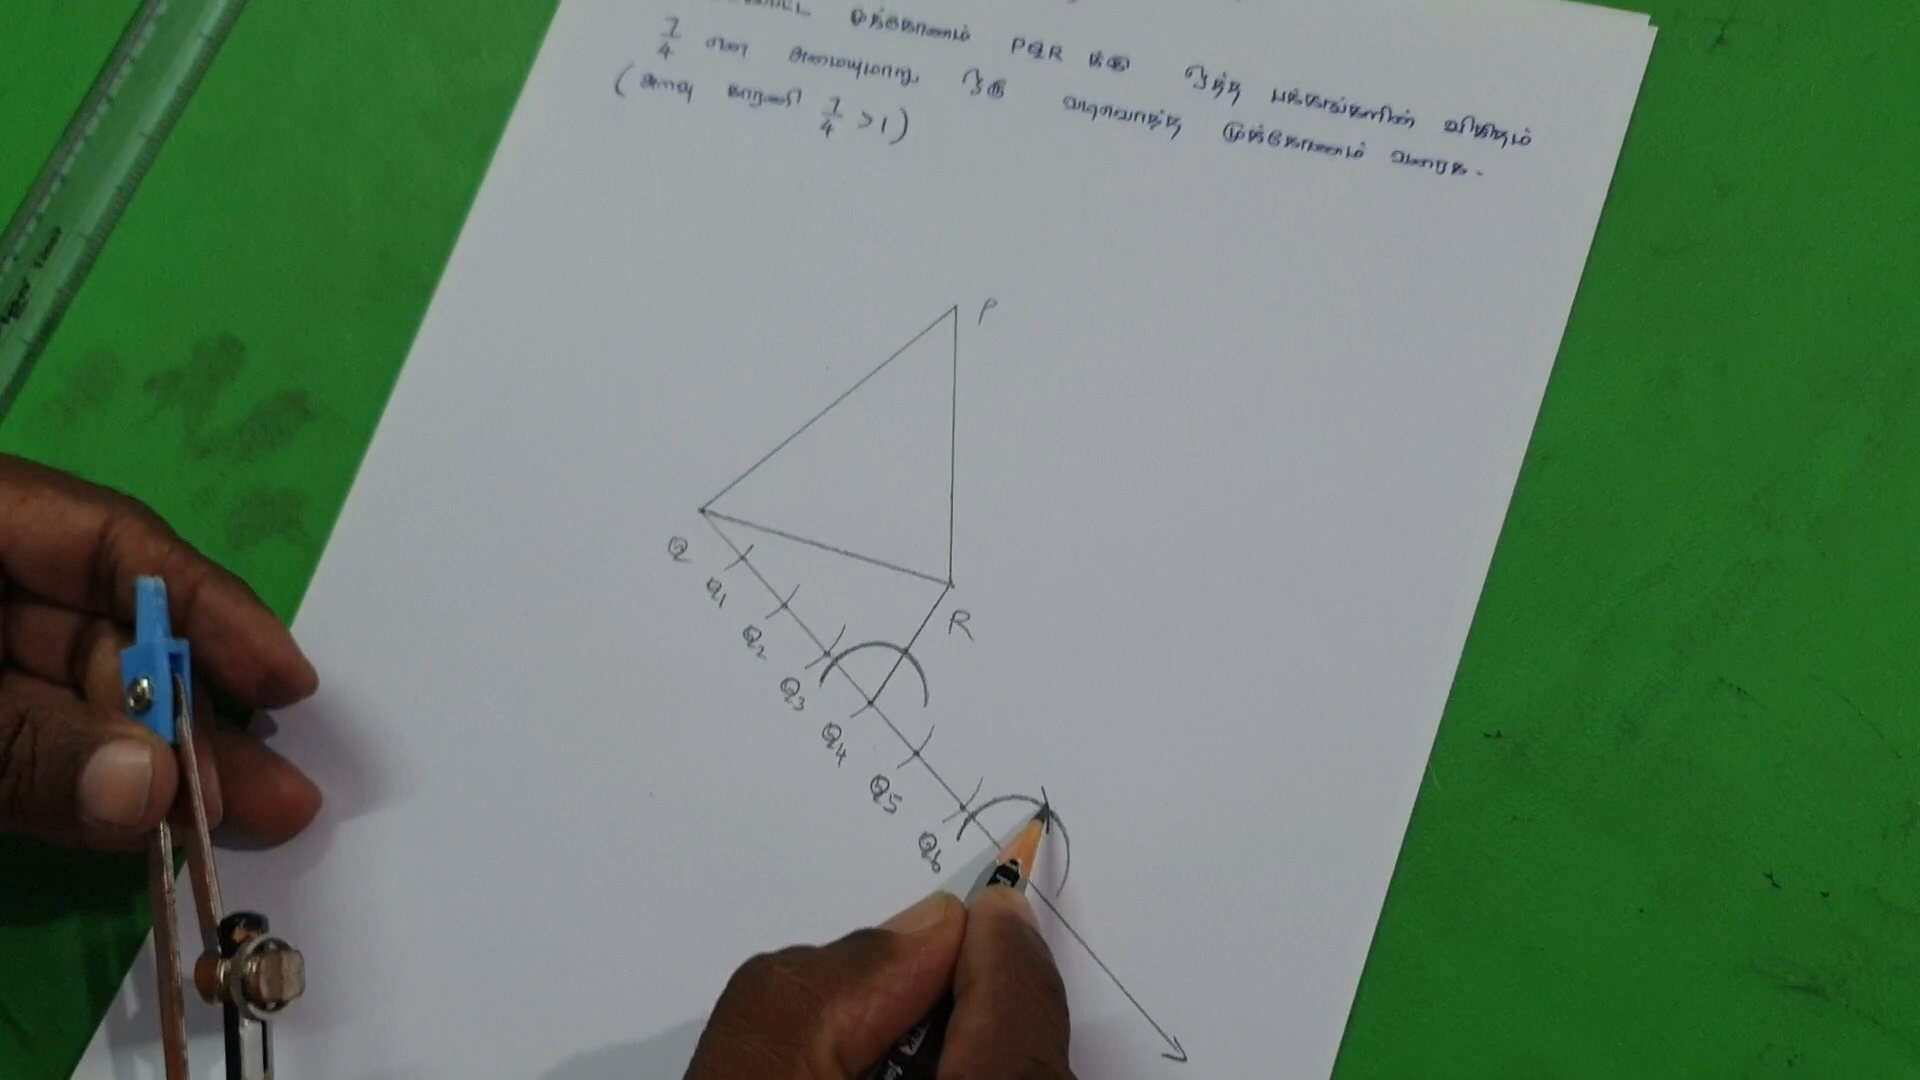 முக்கோணம் PQR க்கு ஒத்த பக்கங்களின் விகிதம்
7/4 என அமையுமாறு ஒரு வடிவொத்த முக்கோணம் வரைக.
(அளவு காரணி 7/4 >1)
P
Q
R
Q1
Q2
Q3
Q4
Q5
Q6